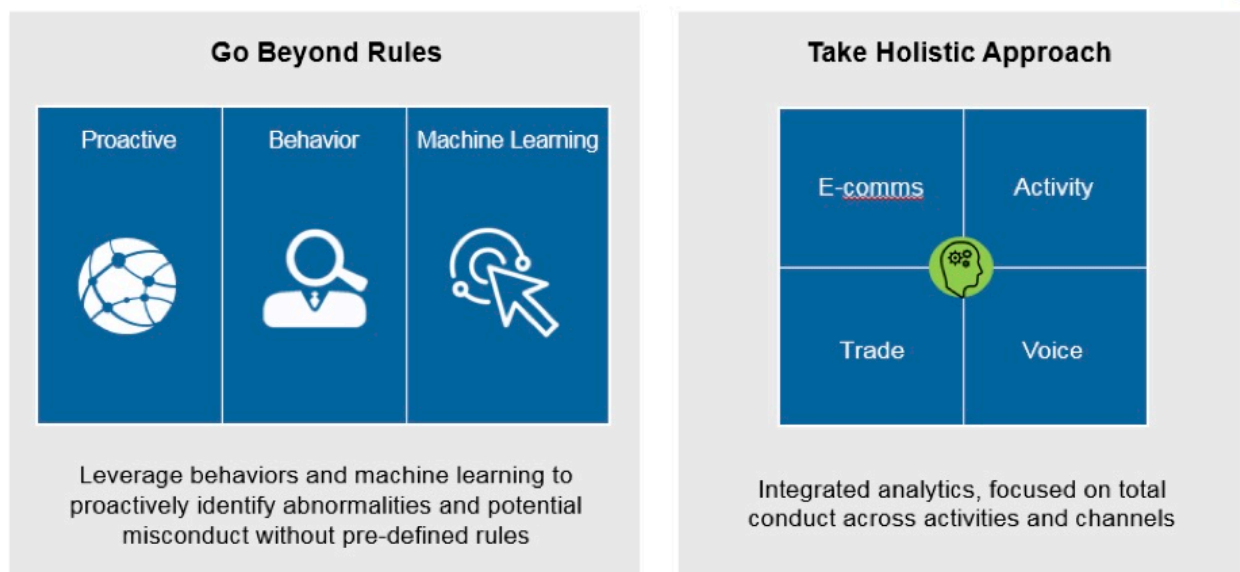 Go Beyond Rules
Proactive
Behavior
Machine Learning
Leverage behaviors and machine learning to
proactively identify abnormalities and potential
misconduct without pre-defined rules
Take Holistic Approach
E-comms
Activity
Trade
Voice
Integrated analytics, focused on total
conduct across activities and channels